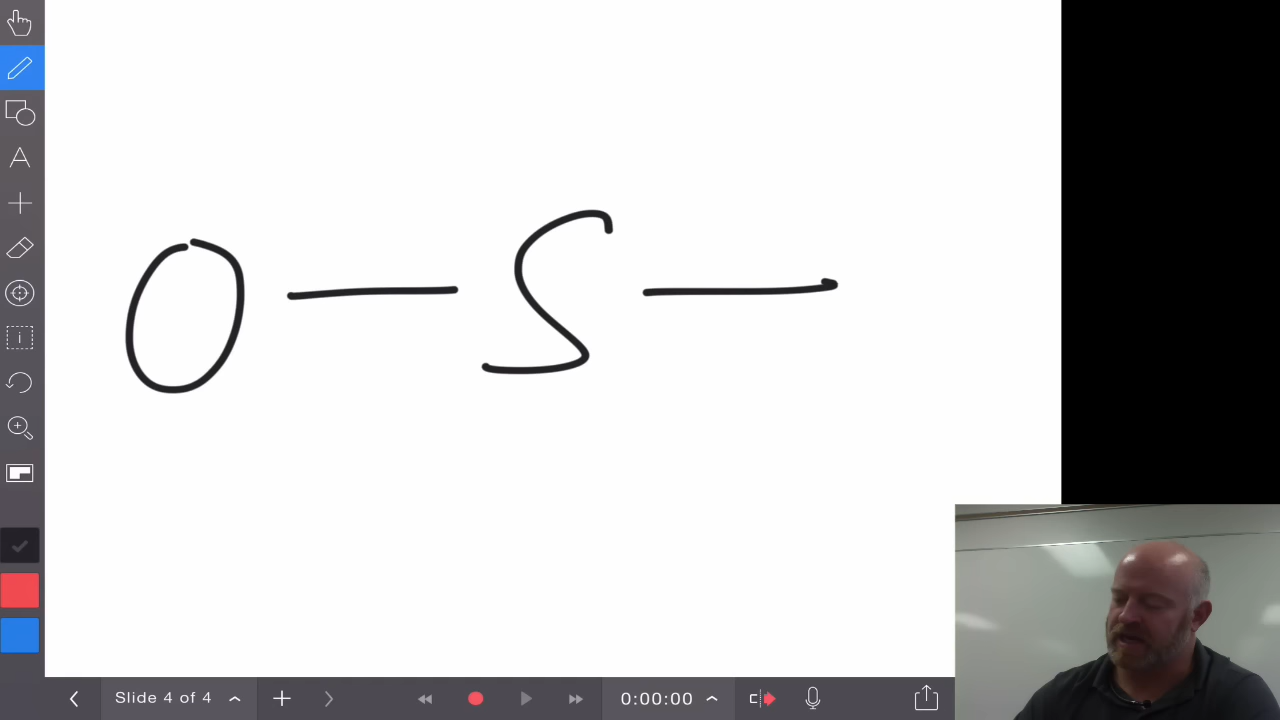 O — S —
Slide 4 of 4
0:00:00